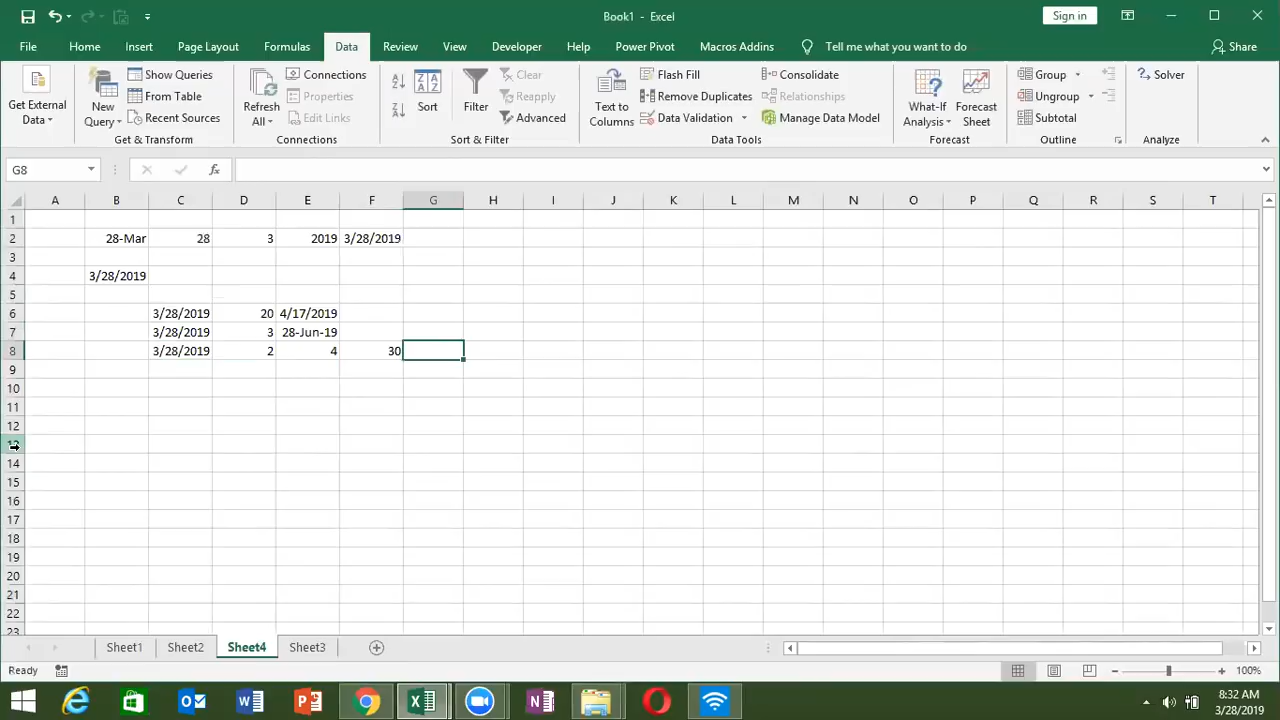 Book1 - Excel
Sign in
File Home Insert Page Layout Formulas Data Review View Developer Help Power Pivot Macros Addins Tell me what you want to do Share
Show Queries Connections Clear Flash Fill Consolidate Group Solver
From Table Properties Reapply Remove Duplicates Relationships Ungroup
Recent Sources Edit Links Advanced Data Validation Manage Data Model Subtotal
Get External Data
New Query
Refresh All
Sort
Filter
Text to Columns
What-If Analysis
Forecast Sheet
Get & Transform Connections Sort & Filter Data Tools Forecast Outline Analyze
G8 fx
A B C D E F G H I J K L M N O P Q R S T
1
2 28-Mar 28 3 2019 3/28/2019
3
4 3/28/2019
5
6 3/28/2019 20 4/17/2019
7 3/28/2019 3 28-Jun-19
8 3/28/2019 2 4 30
9
10
11
12
14
15
16
17
18
19
20
21
22
23
Sheet1 Sheet2 Sheet4 Sheet3
Ready 100%
8:32 AM
3/28/2019